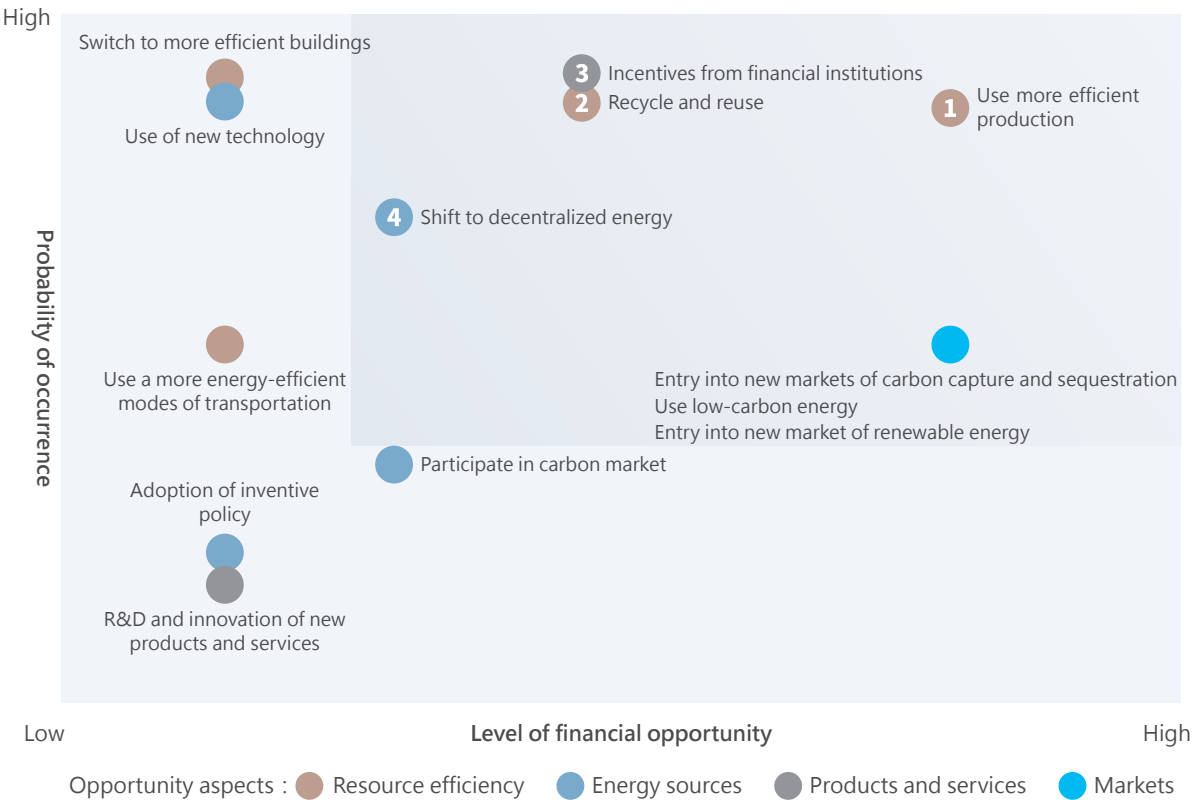 High
Switch to more efficient buildings
Use of new technology
3 Incentives from financial institutions
2 Recycle and reuse
1 Use more efficient
production
4 Shift to decentralized energy
Probability of occurrence
Use a more energy-efficient
modes of transportation
Entry into new markets of carbon capture and sequestration
Use low-carbon energy
Entry into new market of renewable energy
Participate in carbon market
Adoption of inventive
policy
R&D and innovation of new
products and services
Low
Level of financial opportunity
High
Opportunity aspects : Resource efficiency Energy sources Products and services Markets